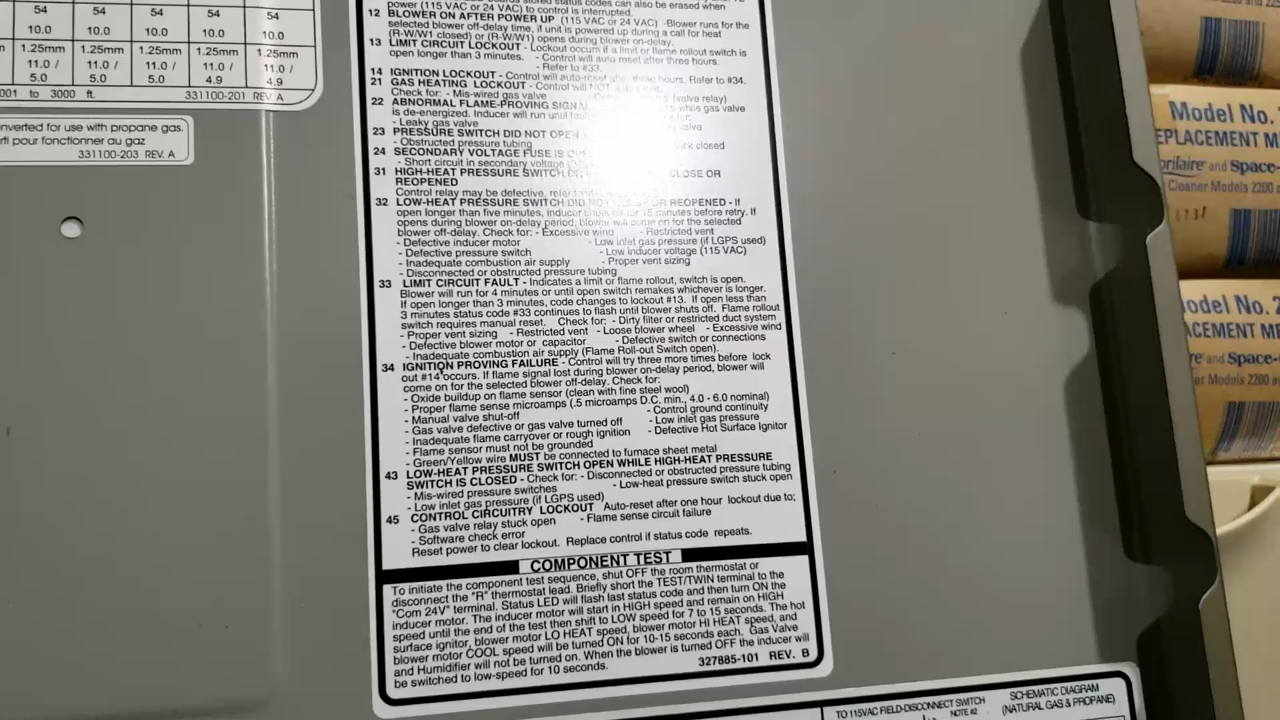 54 54 54 54 54
10.0 10.0 10.0 10.0 10.0
1.25mm 1.25mm 1.25mm 1.25mm 1.25mm
11.0 / 11.0 / 11.0 / 11.0 / 11.0 /
5.0 5.0 5.0 4.9 4.9
001 to 3000 ft. 331100-201 REV. A
nverted for use with propane gas.
rti pour fonctionner au gaz
331100-203 REV. A
stored status codes can also be erased when
power (115 VAC or 24 VAC) to control is interrupted.
12 BLOWER ON AFTER POWER UP (115 VAC or 24 VAC) -Blower runs for the
selected blower off-delay time, if unit is powered up during a call for heat
(R-W/W1 closed) or (R-W/W1) opens during blower on-delay.
13 LIMIT CIRCUIT LOCKOUT - Lockout occurs if a limit or flame rollout switch is
open longer than 3 minutes. - Control will auto reset after three hours.
- Refer to #33.
14 IGNITION LOCKOUT - Control will auto-reset after three hours. Refer to #34.
21 GAS HEATING LOCKOUT - Control will NOT
Check for: - Mis-wired gas valve (valve relay)
22 ABNORMAL FLAME-PROVING SIGNAL while gas valve
is de-energized. Inducer will run until
- Leaky gas valve
23 PRESSURE SWITCH DID NOT OPEN
- Obstructed pressure tubing closed
24 SECONDARY VOLTAGE FUSE IS
- Short circuit in secondary voltage
31 HIGH-HEAT PRESSURE SWITCH CLOSE OR
REOPENED
Control relay may be defective,
32 LOW-HEAT PRESSURE SWITCH DID NOT CLOSE OR REOPENED - If
open longer than five minutes, inducer shuts off for 15 minutes before retry. If
opens during blower on-delay period, blower will come on for the selected
blower off-delay. Check for: - Excessive wind - Restricted vent
- Defective inducer motor - Low inlet gas pressure (if LGPS used)
- Defective pressure switch - Low inducer voltage (115 VAC)
- Inadequate combustion air supply - Proper vent sizing
- Disconnected or obstructed pressure tubing
33 LIMIT CIRCUIT FAULT - Indicates a limit or flame rollout, switch is open.
Blower will run for 4 minutes or until open switch remakes whichever is longer.
If open longer than 3 minutes, code changes to lockout #13. If open less than
3 minutes status code #33 continues to flash until blower shuts off. Flame rollout
switch requires manual reset. Check for: - Dirty filter or restricted duct system
- Proper vent sizing - Restricted vent - Loose blower wheel - Excessive wind
- Defective blower motor or capacitor - Defective switch or connections
- Inadequate combustion air supply (Flame Roll-out Switch open).
34 IGNITION PROVING FAILURE - Control will try three more times before lock
out #14 occurs. If flame signal lost during blower on-delay period, blower will
come on for the selected blower off-delay. Check for:
- Oxide buildup on flame sensor (clean with fine steel wool)
- Proper flame sense microamps (.5 microamps D.C. min., 4.0 - 6.0 nominal)
- Manual valve shut-off - Control ground continuity
- Gas valve defective or gas valve turned off - Low inlet gas pressure
- Inadequate flame carryover or rough ignition - Defective Hot Surface Ignitor
- Flame sensor must not be grounded
- Green/Yellow wire MUST be connected to furnace sheet metal
43 LOW-HEAT PRESSURE SWITCH OPEN WHILE HIGH-HEAT PRESSURE
SWITCH IS CLOSED - Check for: - Disconnected or obstructed pressure tubing
- Mis-wired pressure switches - Low-heat pressure switch stuck open
- Low inlet gas pressure (if LGPS used)
45 CONTROL CIRCUITRY LOCKOUT Auto-reset after one hour lockout due to;
- Gas valve relay stuck open - Flame sense circuit failure
- Software check error
Reset power to clear lockout. Replace control if status code repeats.
COMPONENT TEST
To initiate the component test sequence, shut OFF the room thermostat or
disconnect the "R" thermostat lead. Briefly short the TEST/TWIN terminal to the
"Com 24V" terminal. Status LED will flash last status code and then turn ON the
inducer motor. The inducer motor will start in HIGH speed and remain on HIGH
speed until the end of the test then shift to LOW speed for 7 to 15 seconds. The hot
surface ignitor, blower motor LO HEAT speed, blower motor HI HEAT speed, and
blower motor COOL speed will be turned ON for 10-15 seconds each. Gas Valve
and Humidifier will not be turned on. When the blower is turned OFF the inducer will
be switched to low-speed for 10 seconds.
327885-101 REV. B
TO 115VAC FIELD-DISCONNECT SWITCH
NOTE #2
SCHEMATIC DIAGRAM
(NATURAL GAS & PROPANE)
Model No.
EPLACEMENT M
prilaire and Space-
Cleaner Models 2200
odel No. 2
ACEMENT ME
re and Space-
er Models 2200 a